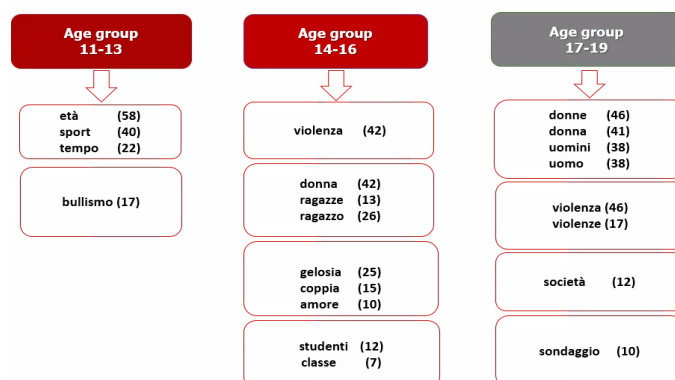 Age group
11-13
età (58)
sport (40)
tempo (22)
bullismo (17)
Age group
14-16
violenza (42)
donna (42)
ragazze (13)
ragazzo (26)
gelosia (25)
coppia (15)
amore (10)
studenti (12)
classe (7)
Age group
17-19
donne (46)
donna (41)
uomini (38)
uomo (38)
violenza (46)
violenze (17)
società (12)
sondaggio (10)